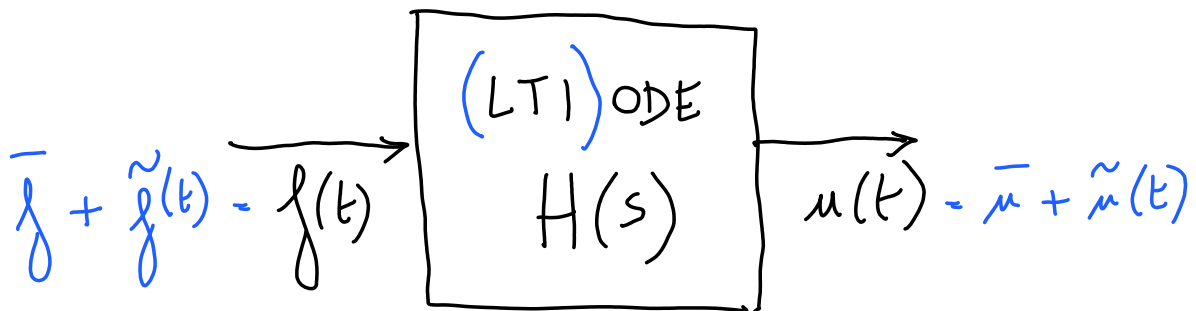 (LTI) ODE
H(s)
f̄ + f̃(t) = f(t)
u(t) = ū + ũ(t)